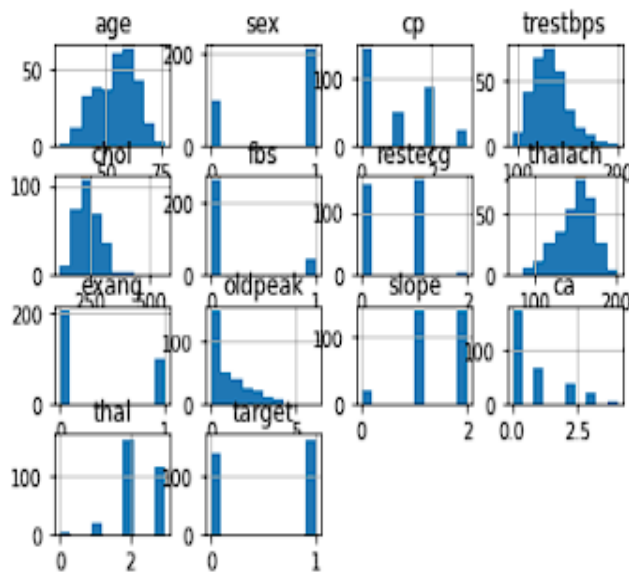 age sex cp trestbps
50 200 100 50
0 0 0 0
50 75 0 1 0 2 100 200
chol fbs restecg thalach
100 200 100 50
0 0 0 0
250 500 0 1 0 2 100 200
exang oldpeak slope ca
200 100 100 100
0 0 0 0
0 1 0 5 0 2 0.0 2.5
thal target
100 100
0 0
0 2 0 1